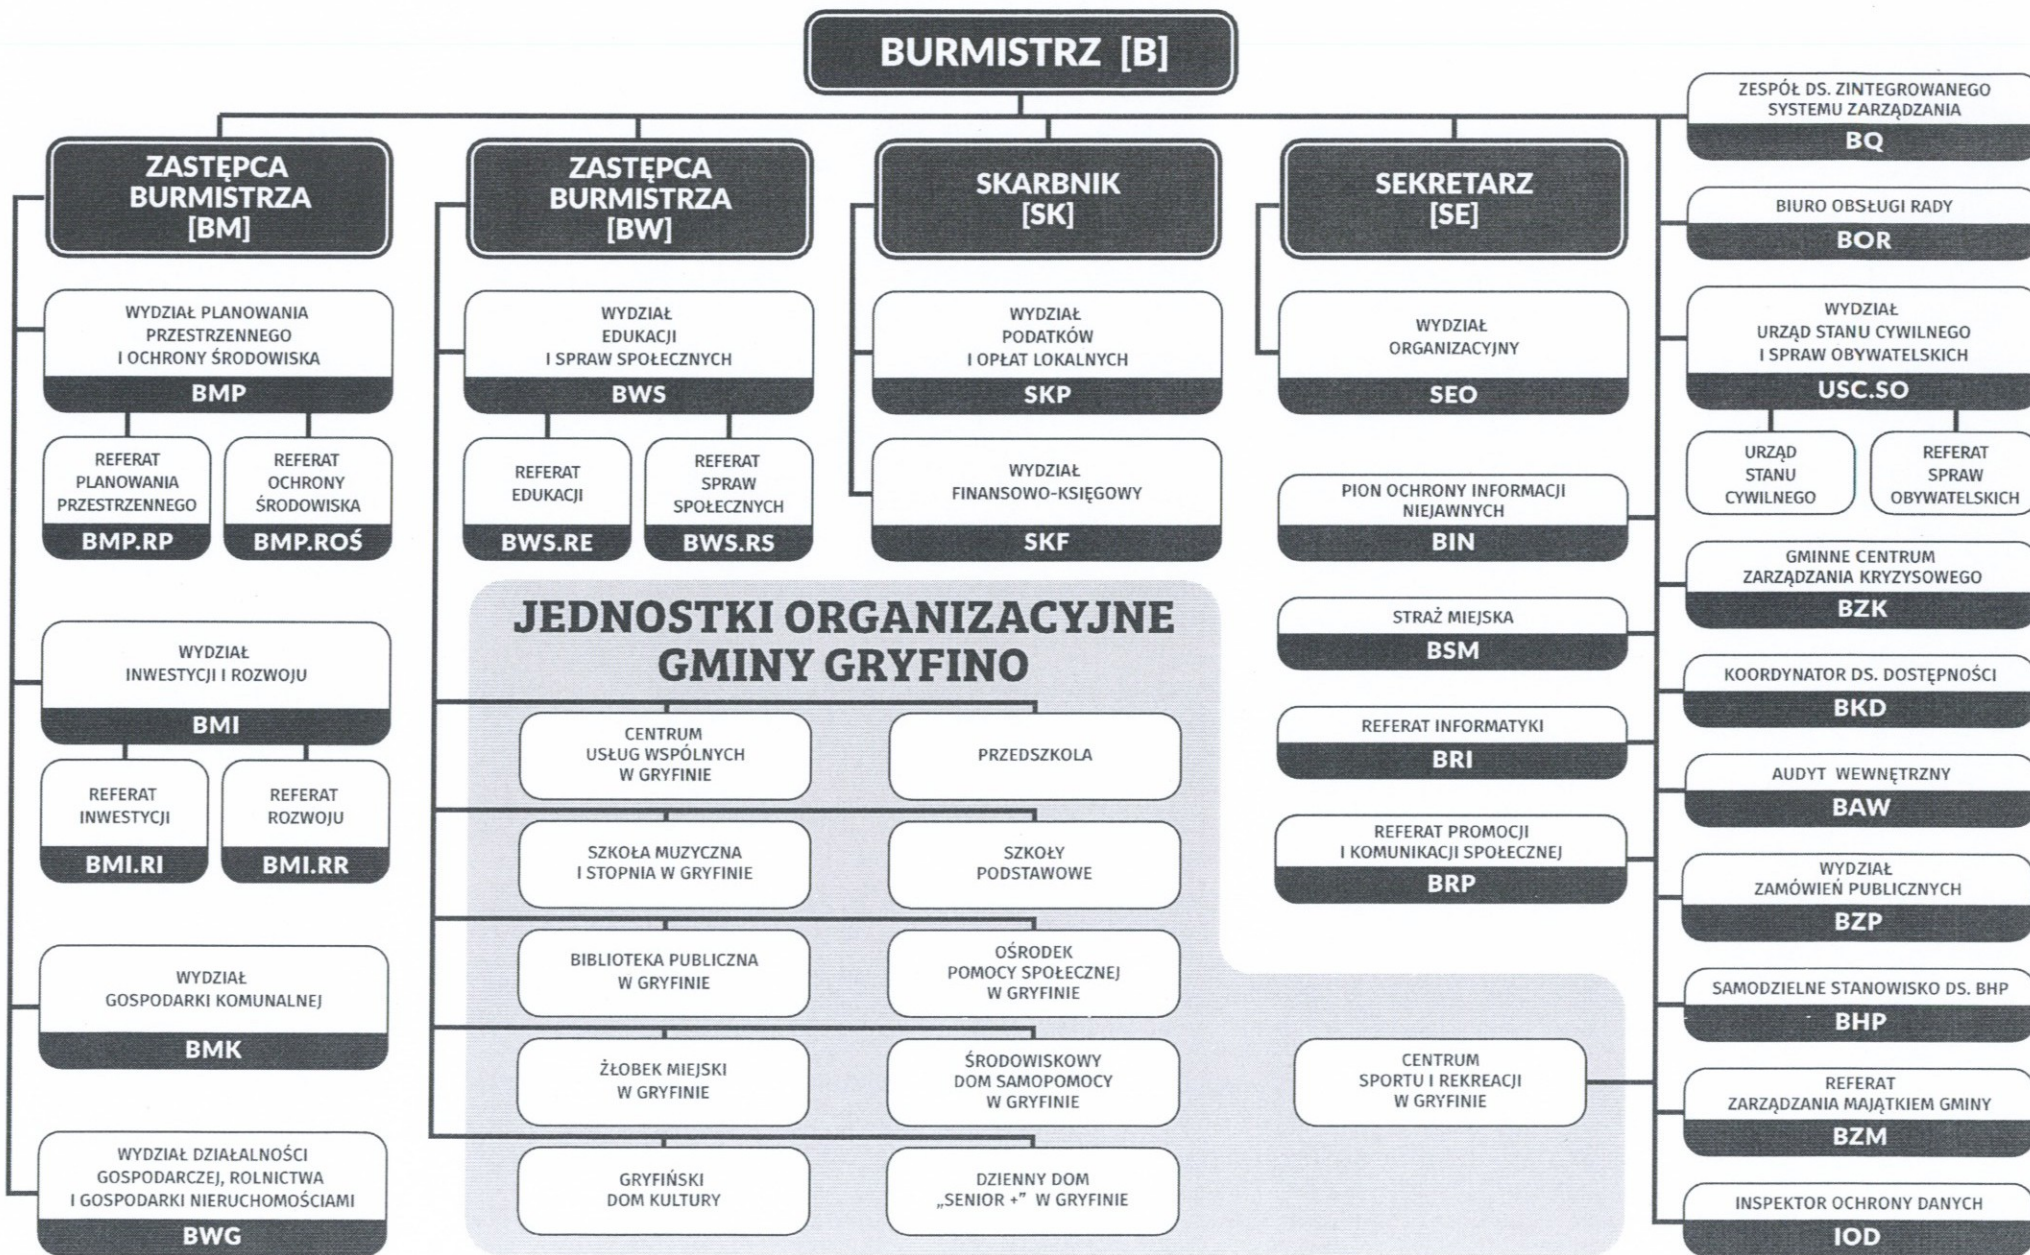 BURMISTRZ [B]
ZASTĘPCA
BURMISTRZA
[BM]
WYDZIAŁ PLANOWANIA
PRZESTRZENNEGO
I OCHRONY ŚRODOWISKA
BMP
REFERAT
PLANOWANIA
PRZESTRZENNEGO
BMP.RP
REFERAT
OCHRONY
ŚRODOWISKA
BMP.ROŚ
WYDZIAŁ
INWESTYCJI I ROZWOJU
BMI
REFERAT
INWESTYCJI
BMI.RI
REFERAT
ROZWOJU
BMI.RR
WYDZIAŁ
GOSPODARKI KOMUNALNEJ
BMK
WYDZIAŁ DZIAŁALNOŚCI
GOSPODARCZEJ, ROLNICTWA
I GOSPODARKI NIERUCHOMOŚCIAMI
BWG
ZASTĘPCA
BURMISTRZA
[BW]
WYDZIAŁ
EDUKACJI
I SPRAW SPOŁECZNYCH
BWS
REFERAT
EDUKACJI
BWS.RE
REFERAT
SPRAW
SPOŁECZNYCH
BWS.RS
SKARBNIK
[SK]
WYDZIAŁ
PODATKÓW
I OPŁAT LOKALNYCH
SKP
WYDZIAŁ
FINANSOWO-KSIĘGOWY
SKF
JEDNOSTKI ORGANIZACYJNE
GMINY GRYFINO
CENTRUM
USŁUG WSPÓLNYCH
W GRYFINIE
PRZEDSZKOLA
SZKOŁA MUZYCZNA
I STOPNIA W GRYFINIE
SZKOŁY
PODSTAWOWE
BIBLIOTEKA PUBLICZNA
W GRYFINIE
OŚRODEK
POMOCY SPOŁECZNEJ
W GRYFINIE
ŻŁOBEK MIEJSKI
W GRYFINIE
ŚRODOWISKOWY
DOM SAMOPOMOCY
W GRYFINIE
GRYFIŃSKI
DOM KULTURY
DZIENNY DOM
„SENIOR +” W GRYFINIE
SEKRETARZ
[SE]
WYDZIAŁ
ORGANIZACYJNY
SEO
PION OCHRONY INFORMACJI
NIEJAWNYCH
BIN
STRAŻ MIEJSKA
BSM
REFERAT INFORMATYKI
BRI
REFERAT PROMOCJI
I KOMUNIKACJI SPOŁECZNEJ
BRP
CENTRUM
SPORTU I REKREACJI
W GRYFINIE
ZESPÓŁ DS. ZINTEGROWANEGO
SYSTEMU ZARZĄDZANIA
BQ
BIURO OBSŁUGI RADY
BOR
WYDZIAŁ
URZĄD STANU CYWILNEGO
I SPRAW OBYWATELSKICH
USC.SO
URZĄD
STANU
CYWILNEGO
REFERAT
SPRAW
OBYWATELSKICH
GMINNE CENTRUM
ZARZĄDZANIA KRYZYSOWEGO
BZK
KOORDYNATOR DS. DOSTĘPNOŚCI
BKD
AUDYT WEWNĘTRZNY
BAW
WYDZIAŁ
ZAMÓWIEŃ PUBLICZNYCH
BZP
SAMODZIELNE STANOWISKO DS. BHP
BHP
REFERAT
ZARZĄDZANIA MAJĄTKIEM GMINY
BZM
INSPEKTOR OCHRONY DANYCH
IOD